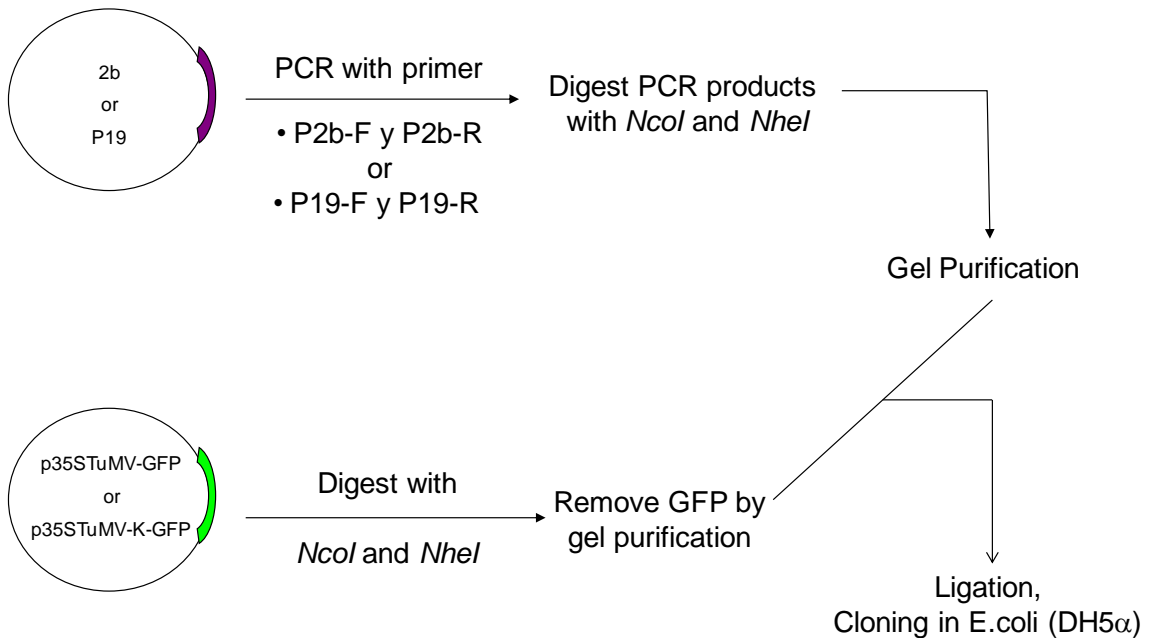 2b
or
P19
PCR with primer
• P2b-F y P2b-R
or
• P19-F y P19-R
Digest PCR products
with NcoI and NheI
Gel Purification
p35STuMV-GFP
or
p35STuMV-K-GFP
Digest with
NcoI and NheI
Remove GFP by
gel purification
Ligation,
Cloning in E.coli (DH5α)